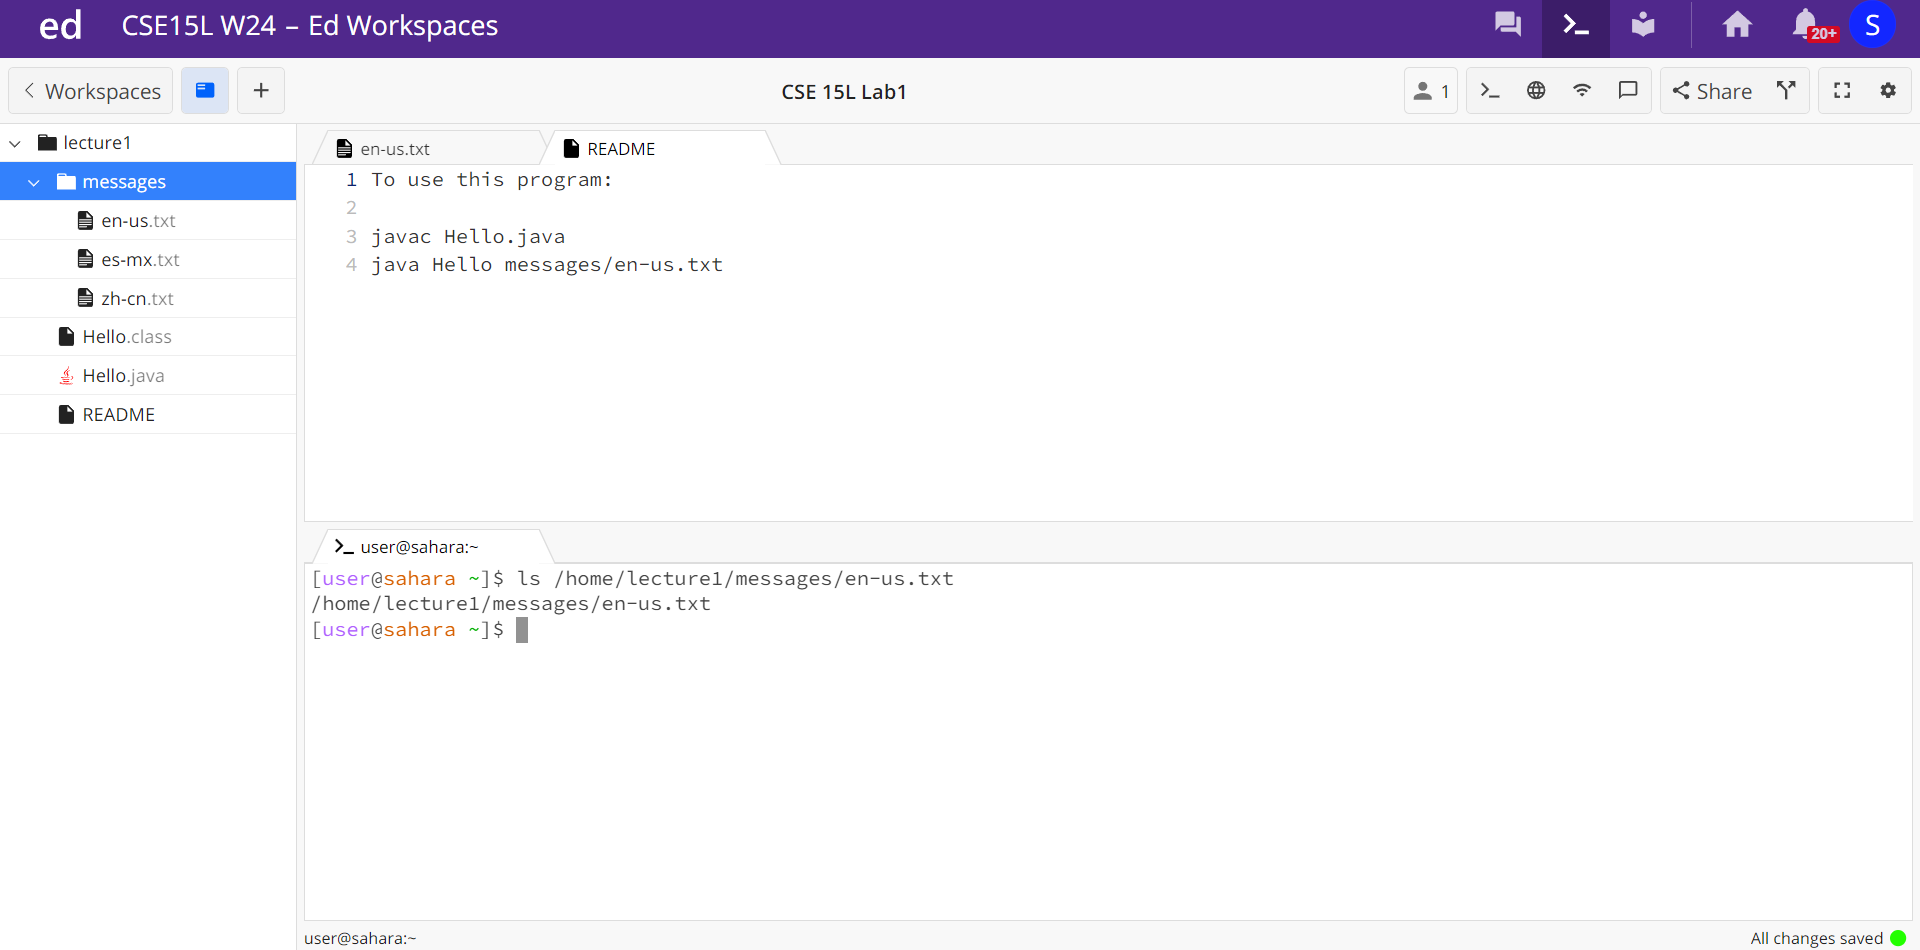 ed CSE15L W24 – Ed Workspaces 20+ S
Workspaces + CSE 15L Lab1 1 Share
lecture1
messages
en-us.txt
es-mx.txt
zh-cn.txt
Hello.class
Hello.java
README
en-us.txt README
1 To use this program:
2
3 javac Hello.java
4 java Hello messages/en-us.txt
>_ user@sahara:~
[user@sahara ~]$ ls /home/lecture1/messages/en-us.txt
/home/lecture1/messages/en-us.txt
[user@sahara ~]$
user@sahara:~ All changes saved